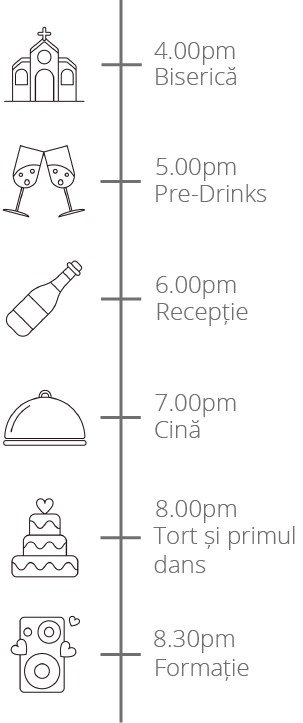 4.00pm
Biserică
5.00pm
Pre-Drinks
6.00pm
Recepție
7.00pm
Cină
8.00pm
Tort și primul
dans
8.30pm
Formație